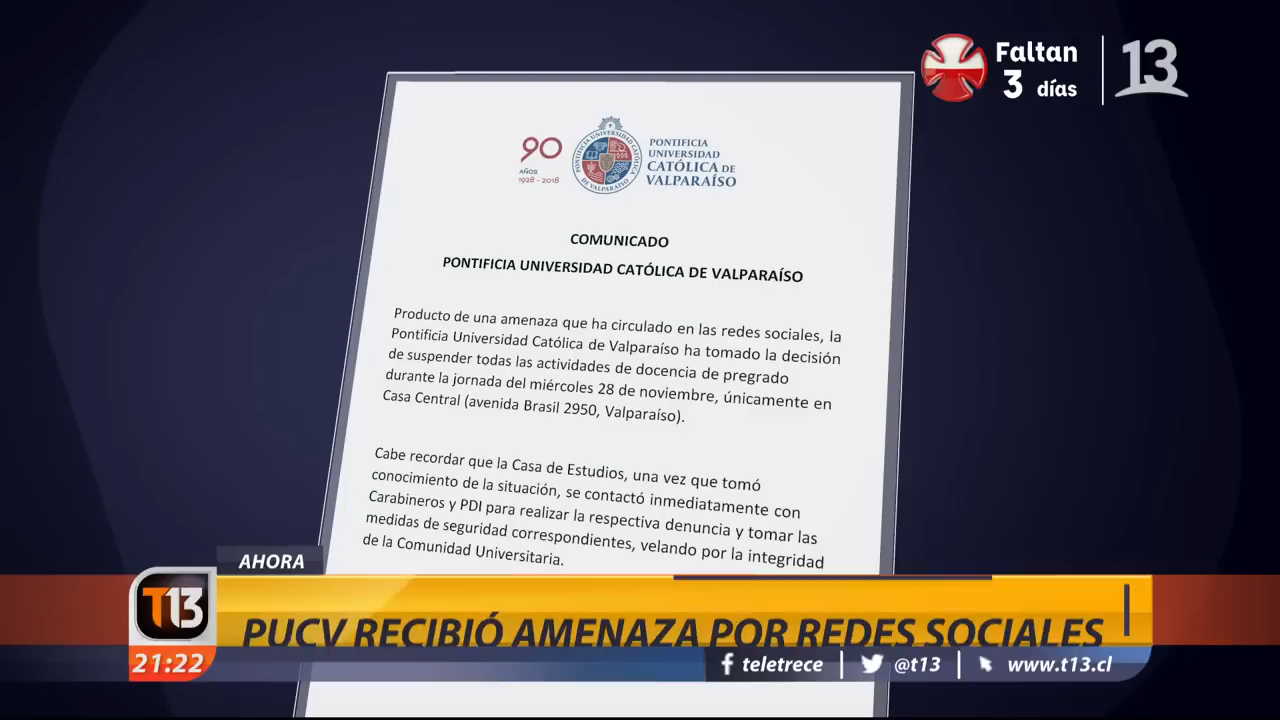 Faltan
3 días
13
90
AÑOS
1928 - 2018
PONTIFICIA UNIVERSIDAD CATÓLICA DE VALPARAÍSO
PONTIFICIA
UNIVERSIDAD
CATÓLICA DE
VALPARAÍSO
COMUNICADO
PONTIFICIA UNIVERSIDAD CATÓLICA DE VALPARAÍSO
Producto de una amenaza que ha circulado en las redes sociales, la
Pontificia Universidad Católica de Valparaíso ha tomado la decisión
de suspender todas las actividades de docencia de pregrado
durante la jornada del miércoles 28 de noviembre, únicamente en
Casa Central (avenida Brasil 2950, Valparaíso).
Cabe recordar que la Casa de Estudios, una vez que tomó
conocimiento de la situación, se contactó inmediatamente con
Carabineros y PDI para realizar la respectiva denuncia y tomar las
medidas de seguridad correspondientes, velando por la integridad
de la Comunidad Universitaria.
AHORA
T13
PUCV RECIBIÓ AMENAZA POR REDES SOCIALES
21:22
teletrece
@t13
www.t13.cl